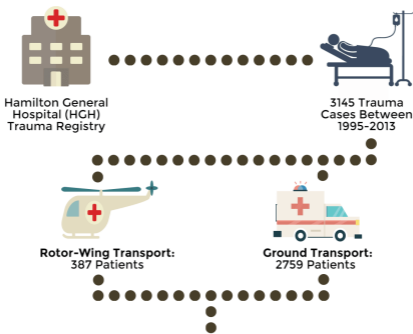 Hamilton General
Hospital (HGH)
Trauma Registry
3145 Trauma
Cases Between
1995-2013
Rotor-Wing Transport:
387 Patients
Ground Transport:
2759 Patients